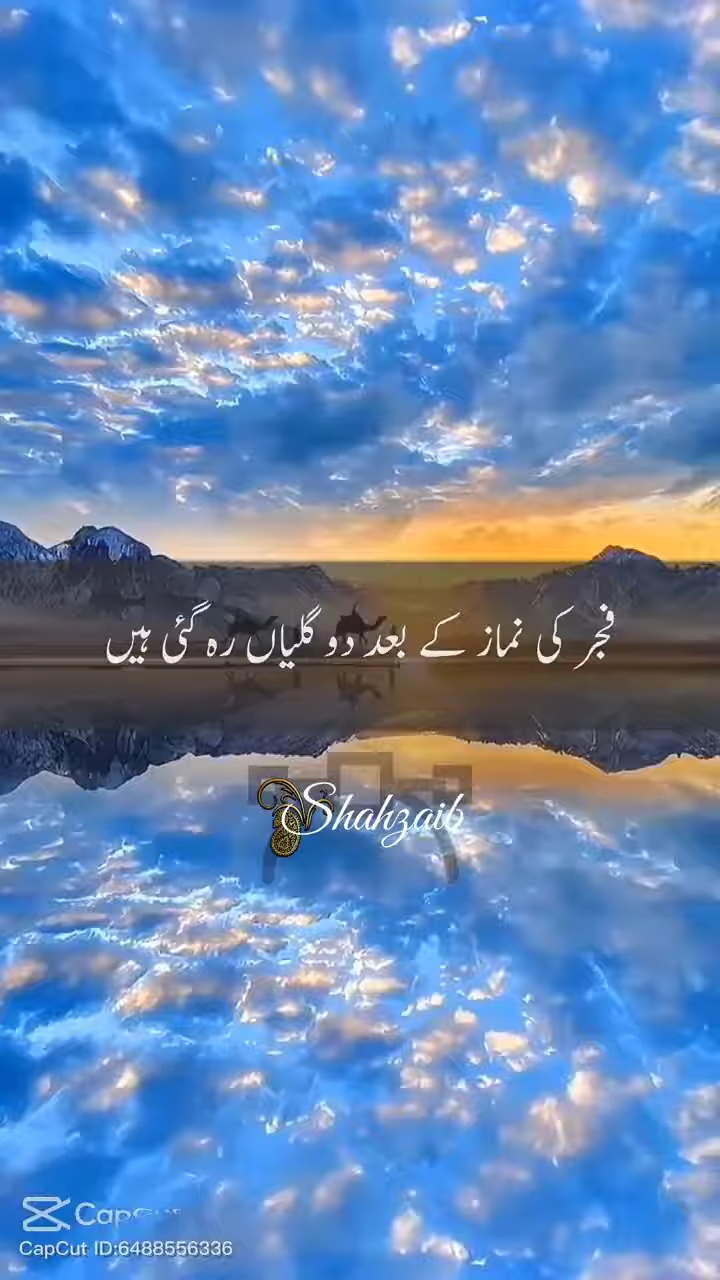 فجر کی نماز کے بعد دو گلیاں رہ گئی ہیں
Shahzaib
CapCut
CapCut ID:6488556336